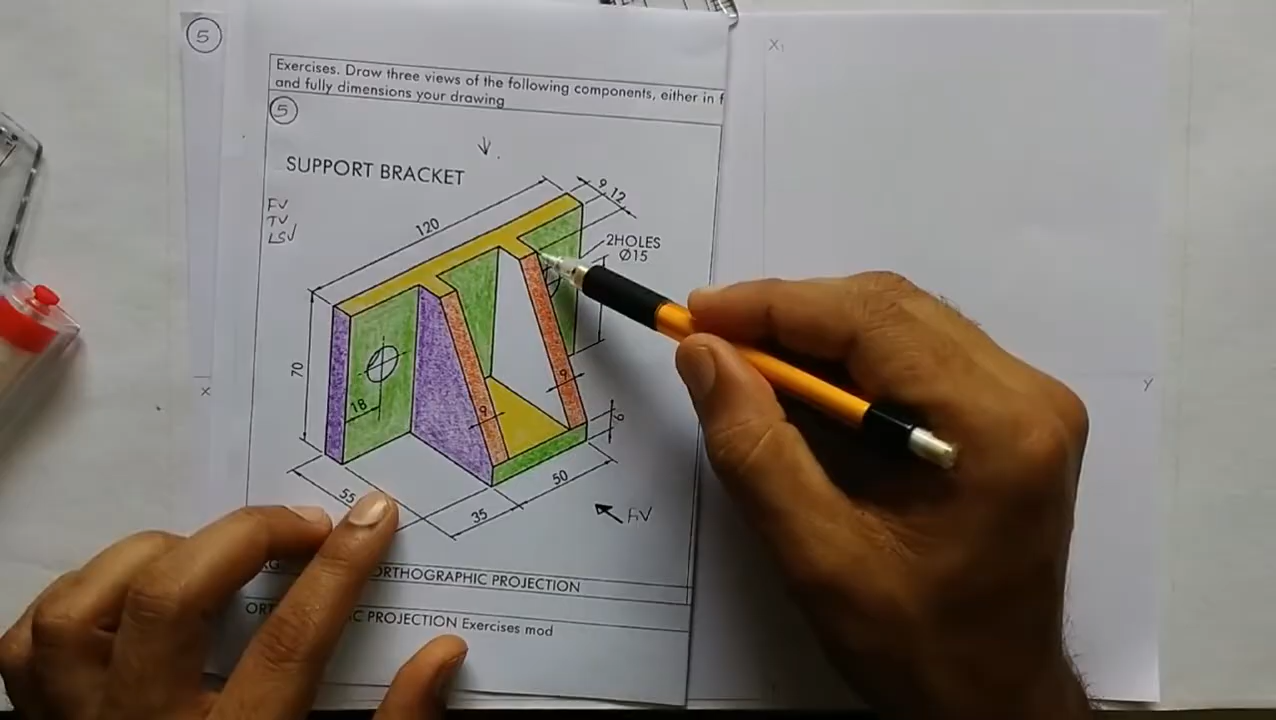 5
X₁
Exercises. Draw three views of the following components, either in f
and fully dimensions your drawing
5
SUPPORT BRACKET
FV
TV
LSV
120
9
12
2HOLES
Ø15
70
18
9
9
9
55
35
50
FV
X
Y
ORTHOGRAPHIC PROJECTION
PROJECTION Exercises mod